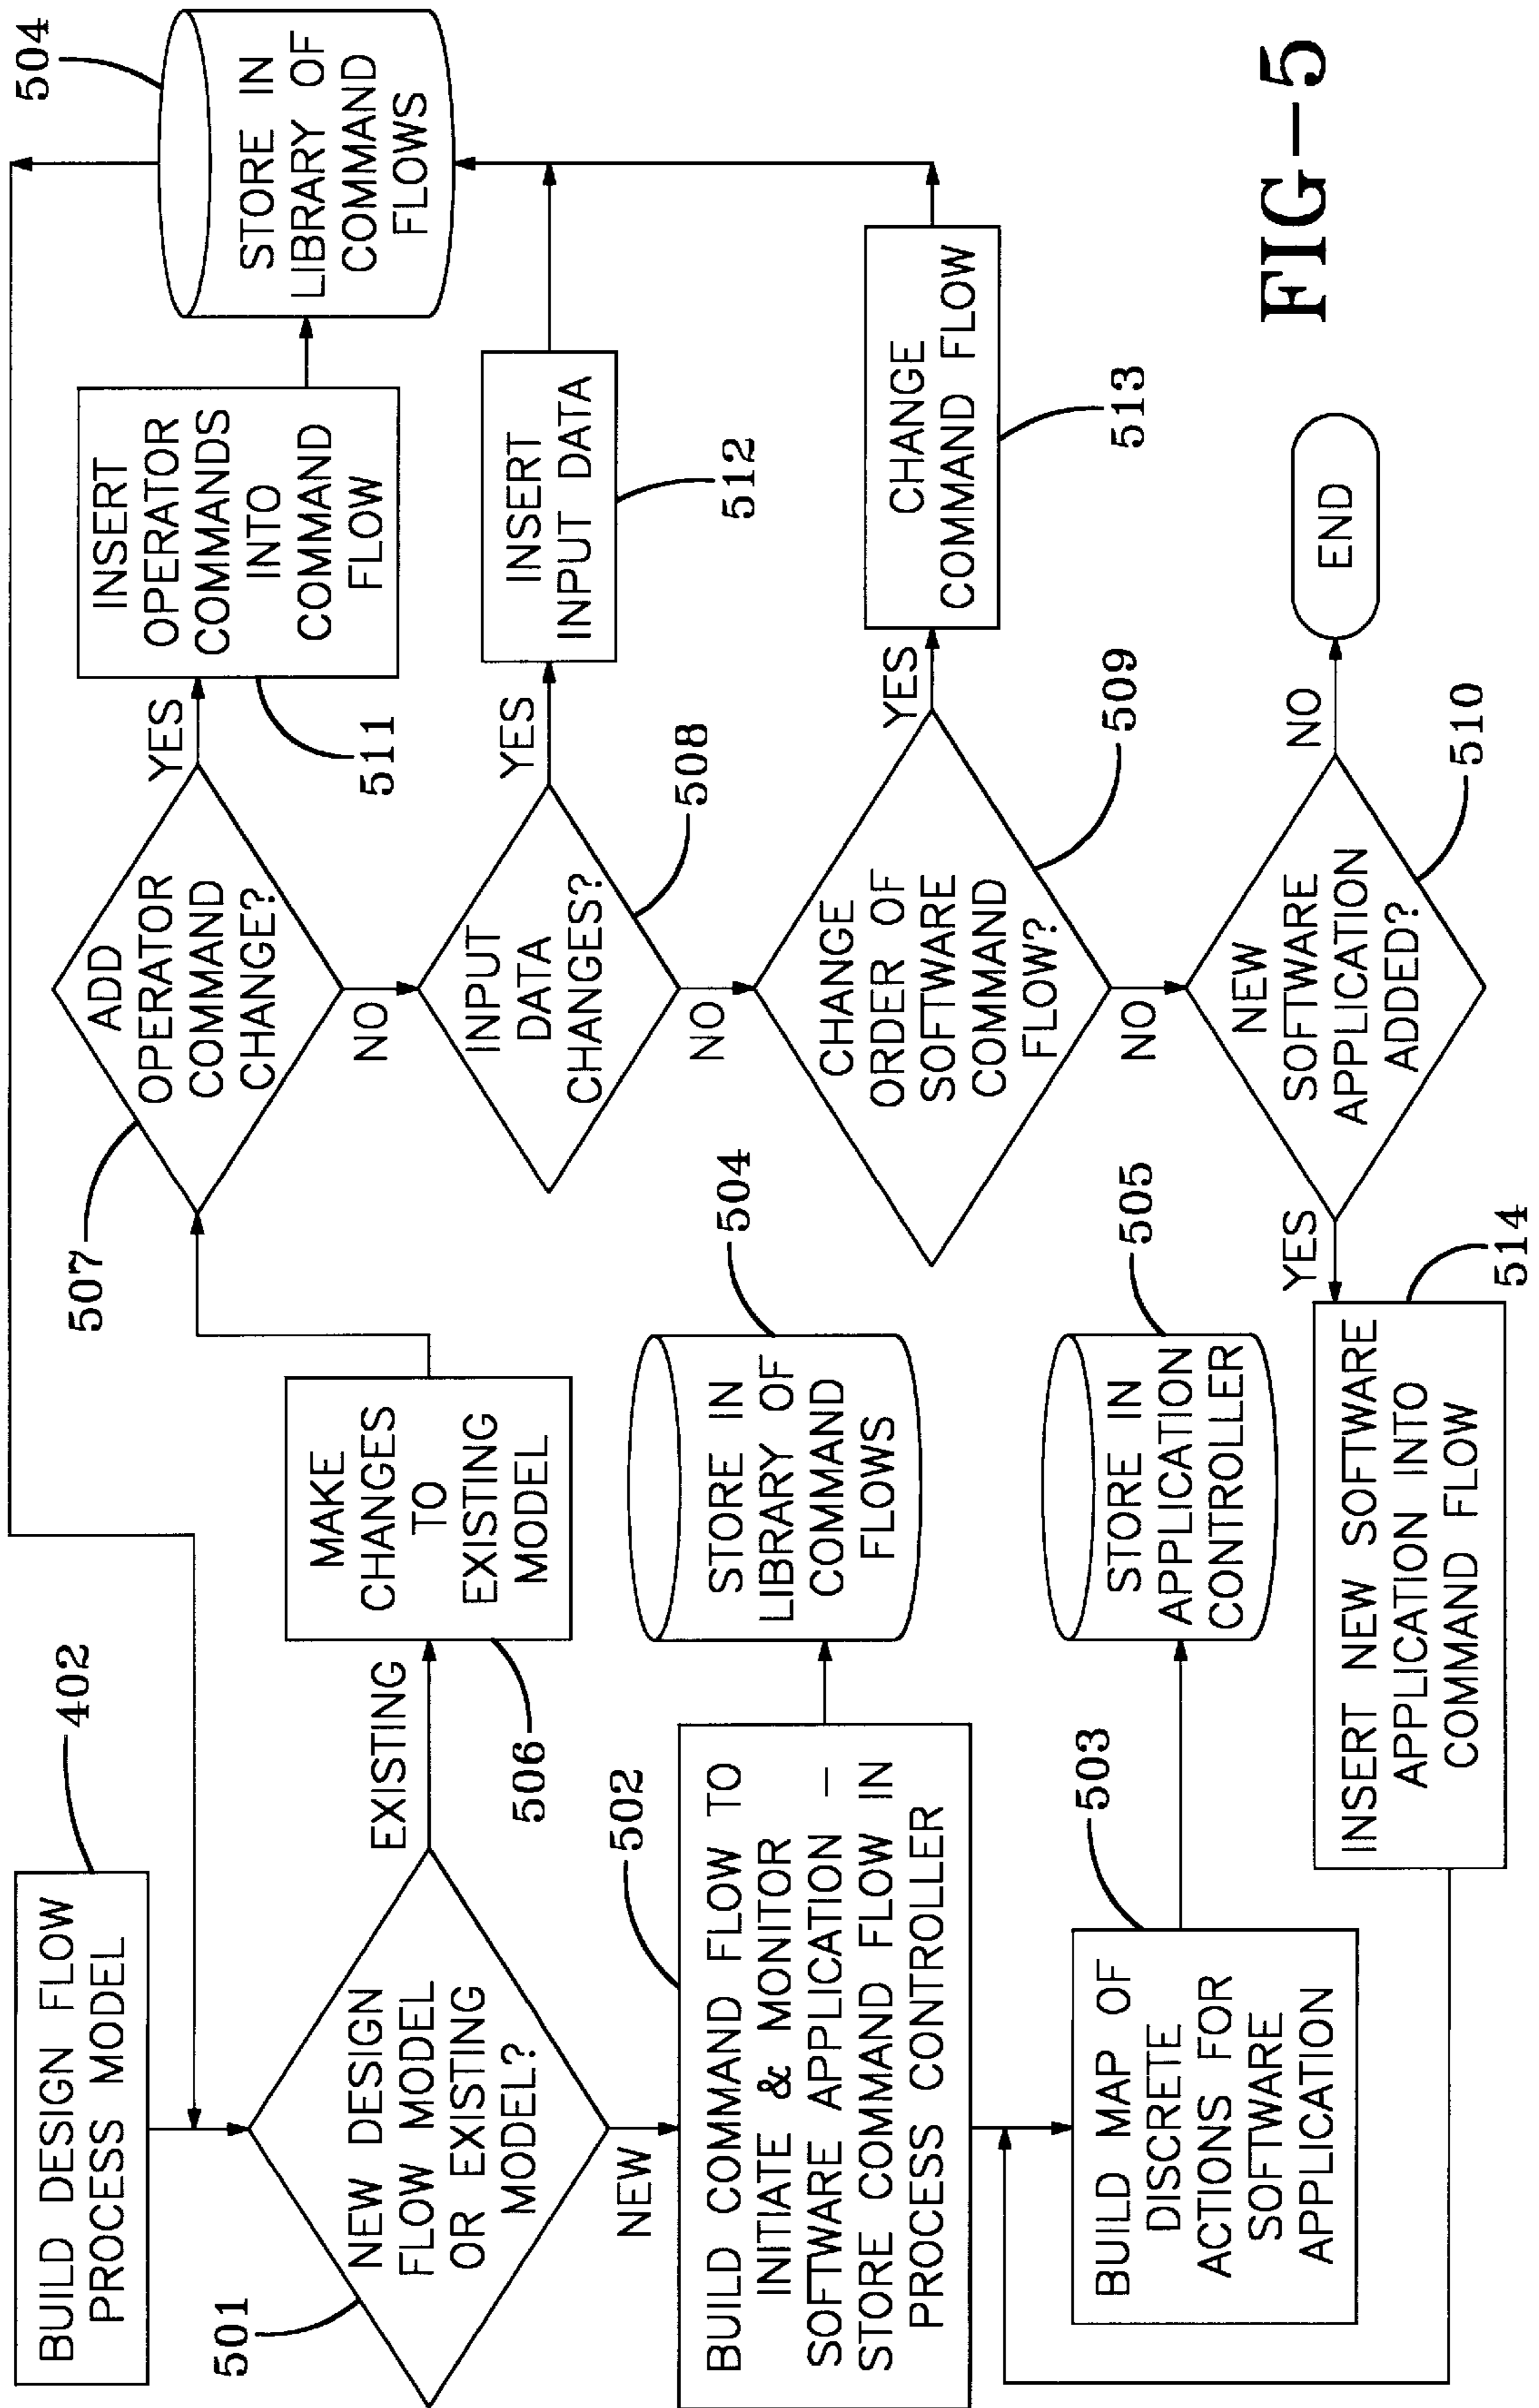 BUILD DESIGN FLOW
PROCESS MODEL
402
NEW DESIGN
FLOW MODEL
OR EXISTING
MODEL?
501
EXISTING
NEW
MAKE
CHANGES
TO
EXISTING
MODEL
506
BUILD COMMAND FLOW TO
INITIATE & MONITOR
SOFTWARE APPLICATION –
STORE COMMAND FLOW IN
PROCESS CONTROLLER
502
STORE IN
LIBRARY OF
COMMAND
FLOWS
504
BUILD MAP OF
DISCRETE
ACTIONS FOR
SOFTWARE
APPLICATION
503
STORE IN
APPLICATION
CONTROLLER
505
ADD
OPERATOR
COMMAND
CHANGE?
507
YES
NO
INSERT
OPERATOR
COMMANDS
INTO
COMMAND
FLOW
511
STORE IN
LIBRARY OF
COMMAND
FLOWS
504
INPUT
DATA
CHANGES?
508
YES
NO
INSERT
INPUT DATA
512
CHANGE
ORDER OF
SOFTWARE
COMMAND
FLOW?
509
YES
NO
CHANGE
COMMAND FLOW
513
NEW
SOFTWARE
APPLICATION
ADDED?
510
YES
NO
END
INSERT NEW SOFTWARE
APPLICATION INTO
COMMAND FLOW
514
FIG–5